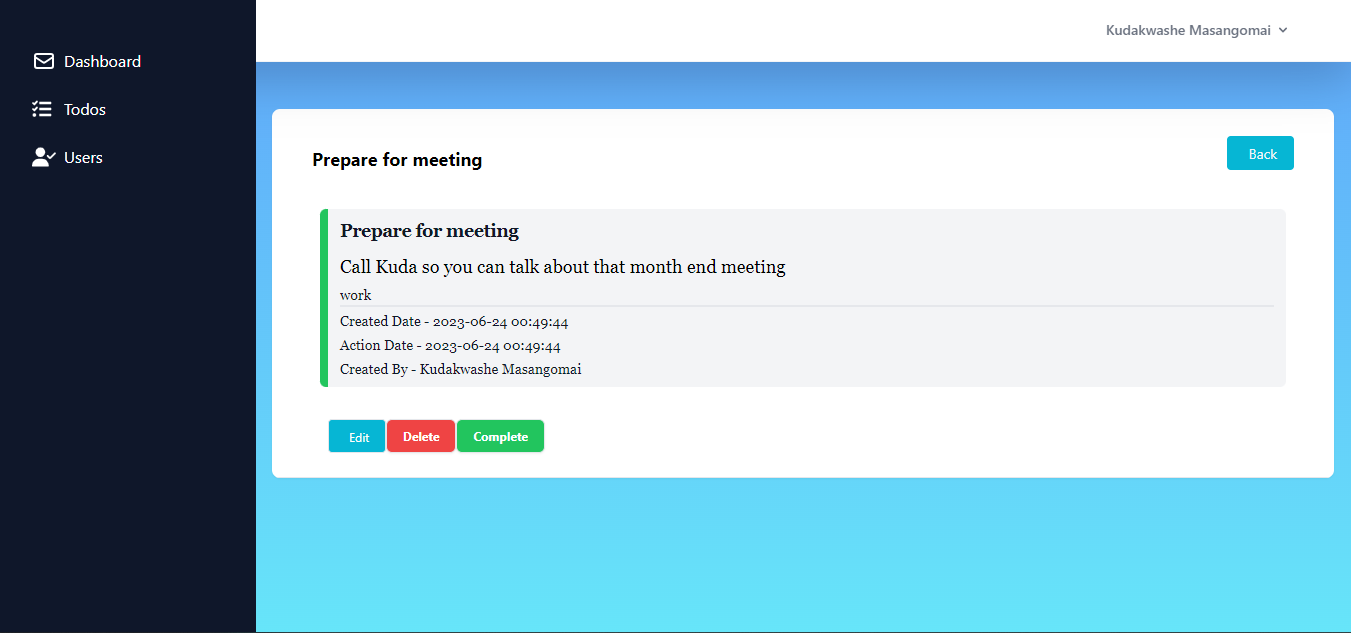 Kudakwashe Masangomai
Dashboard
Todos
Users
Prepare for meeting
Back
Prepare for meeting
Call Kuda so you can talk about that month end meeting
work
Created Date - 2023-06-24 00:49:44
Action Date - 2023-06-24 00:49:44
Created By - Kudakwashe Masangomai
Edit Delete Complete